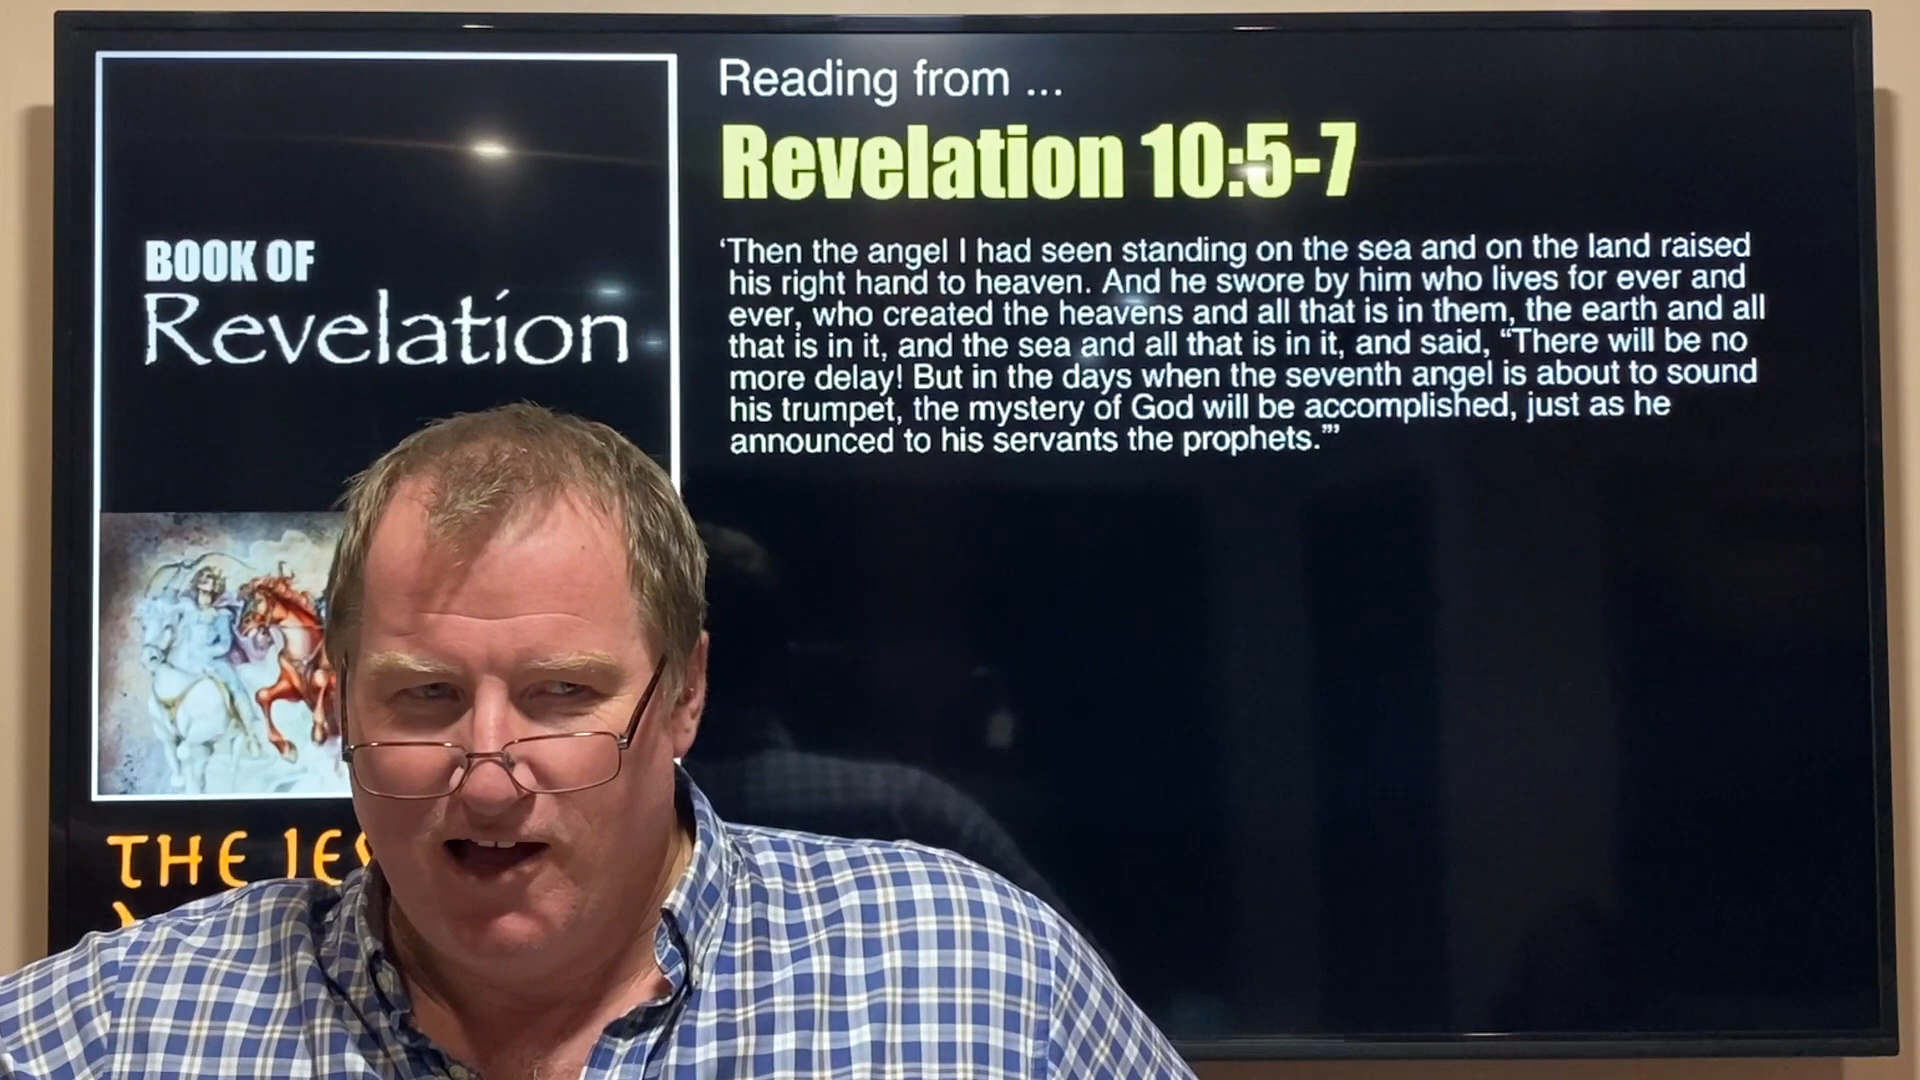 Reading from ...
Revelation 10:5-7
‘Then the angel I had seen standing on the sea and on the land raised
his right hand to heaven. And he swore by him who lives for ever and
ever, who created the heavens and all that is in them, the earth and all
that is in it, and the sea and all that is in it, and said, “There will be no
more delay! But in the days when the seventh angel is about to sound
his trumpet, the mystery of God will be accomplished, just as he
announced to his servants the prophets.”’
BOOK OF
Revelation
THE